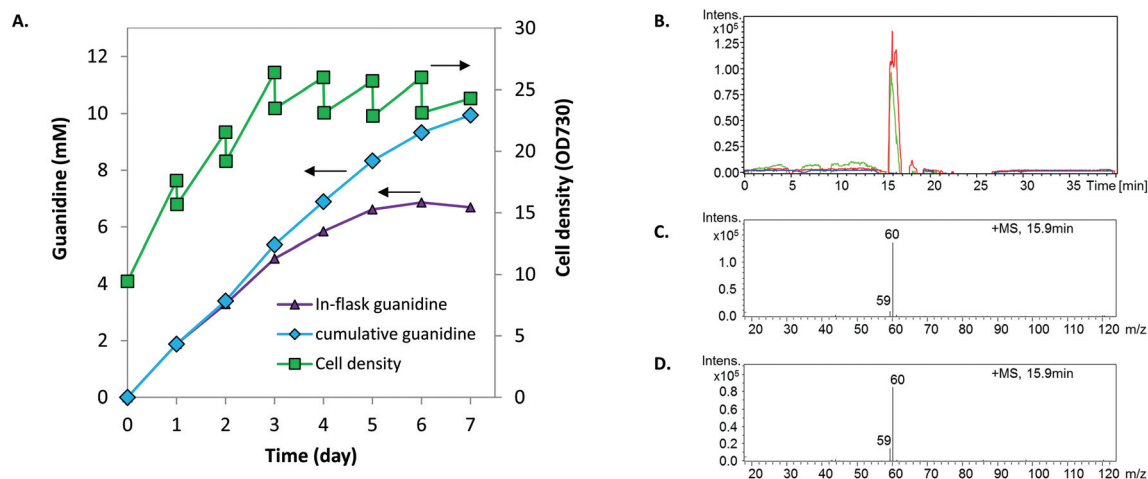 A.
Guanidine (mM)
12
10
8
6
4
2
0
30
25
20
15
10
5
0
Cell density (OD730)
In-flask guanidine
cumulative guanidine
Cell density
0 1 2 3 4 5 6 7
Time (day)
B.
Intens.
x10⁵
1.25
1.00
0.75
0.50
0.25
0.00
0 5 10 15 20 25 30 35 Time [min]
C.
Intens.
x10⁵
1.0
0.5
0.0
60
59
+MS, 15.9min
20 30 40 50 60 70 80 90 100 110 120 m/z
D.
Intens.
x10⁵
0.8
0.6
0.4
0.2
0.0
60
59
+MS, 15.9min
20 30 40 50 60 70 80 90 100 110 120 m/z